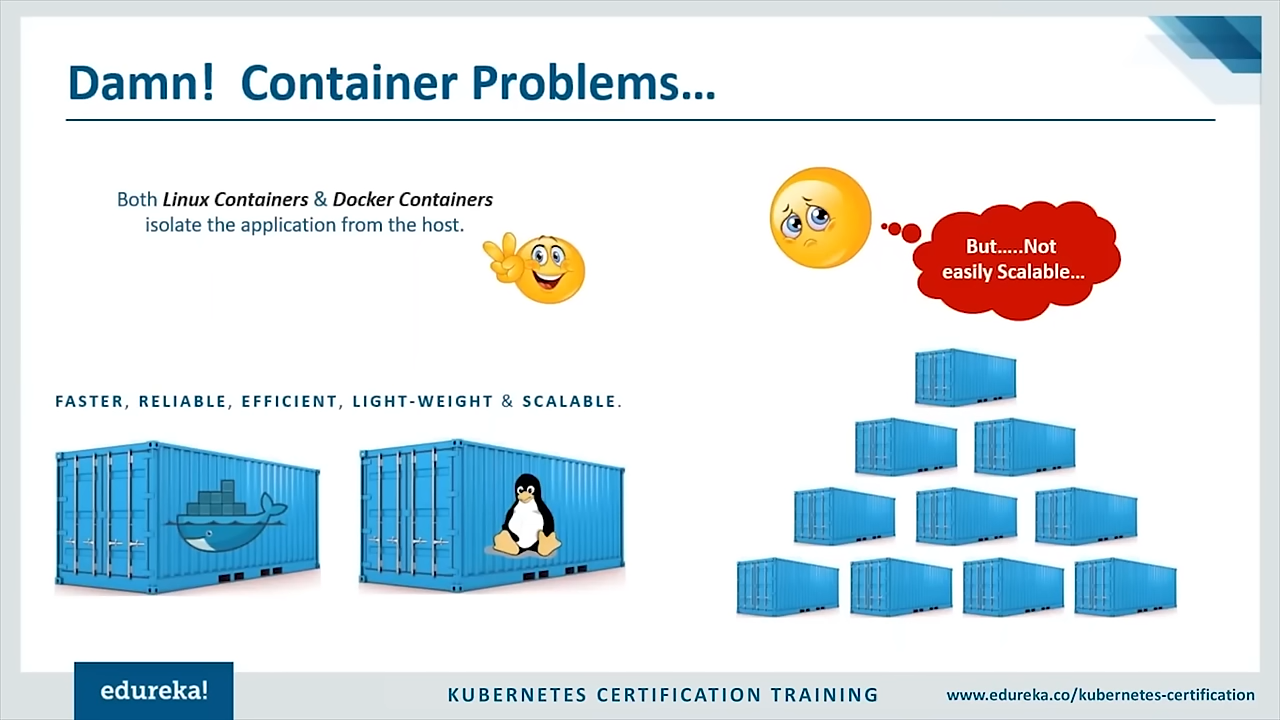 Damn!  Container Problems...
Both Linux Containers & Docker Containers
isolate the application from the host.
But.....Not
easily Scalable...
FASTER, RELIABLE, EFFICIENT, LIGHT-WEIGHT & SCALABLE.
edureka!
KUBERNETES CERTIFICATION TRAINING
www.edureka.co/kubernetes-certification